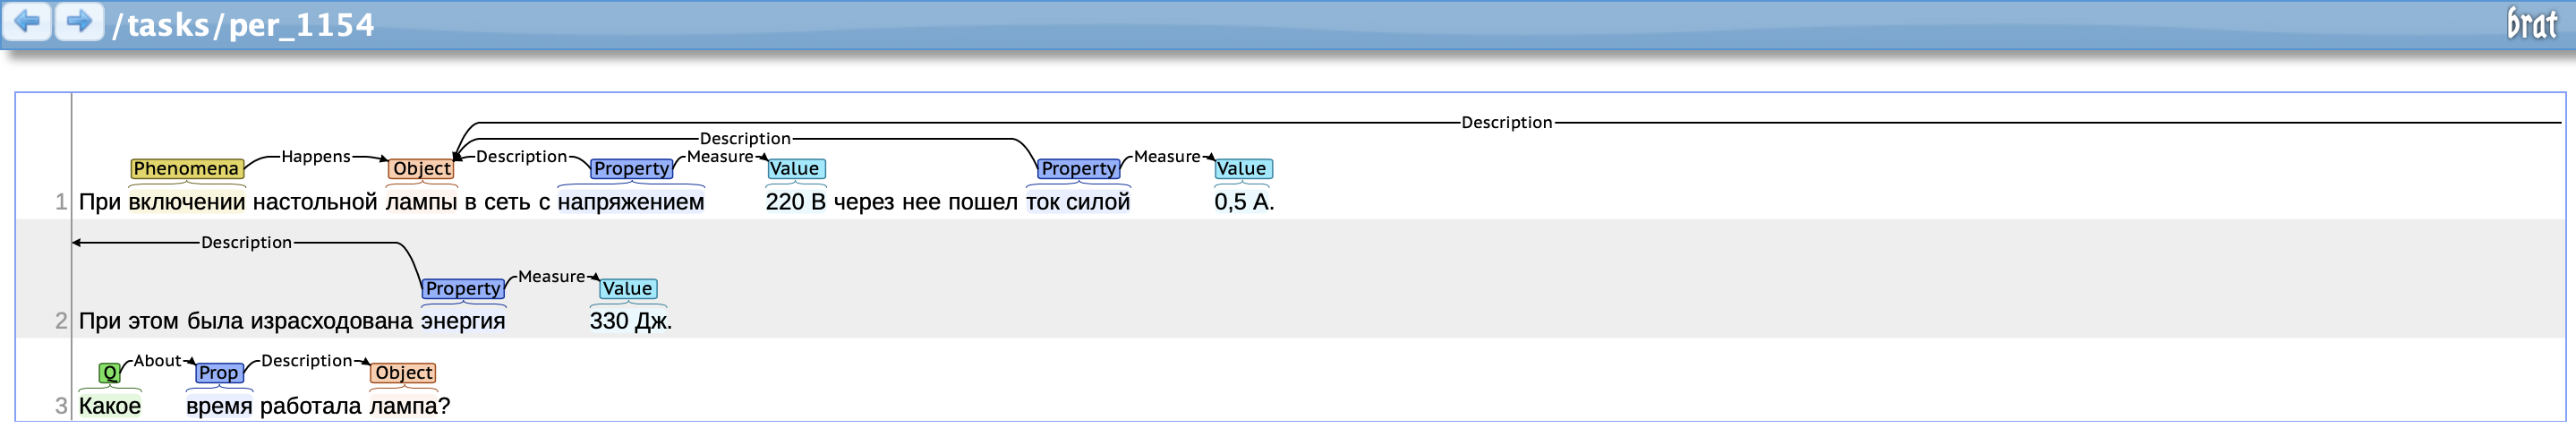 /tasks/per_1154 brat
Description
Description
Phenomena Happens Object Description Property Measure Value Property Measure Value
1 При включении настольной лампы в сеть с напряжением 220 В через нее пошел ток силой 0,5 А.
Description
Property Measure Value
2 При этом была израсходована энергия 330 Дж.
Q About Prop Description Object
3 Какое время работала лампа?